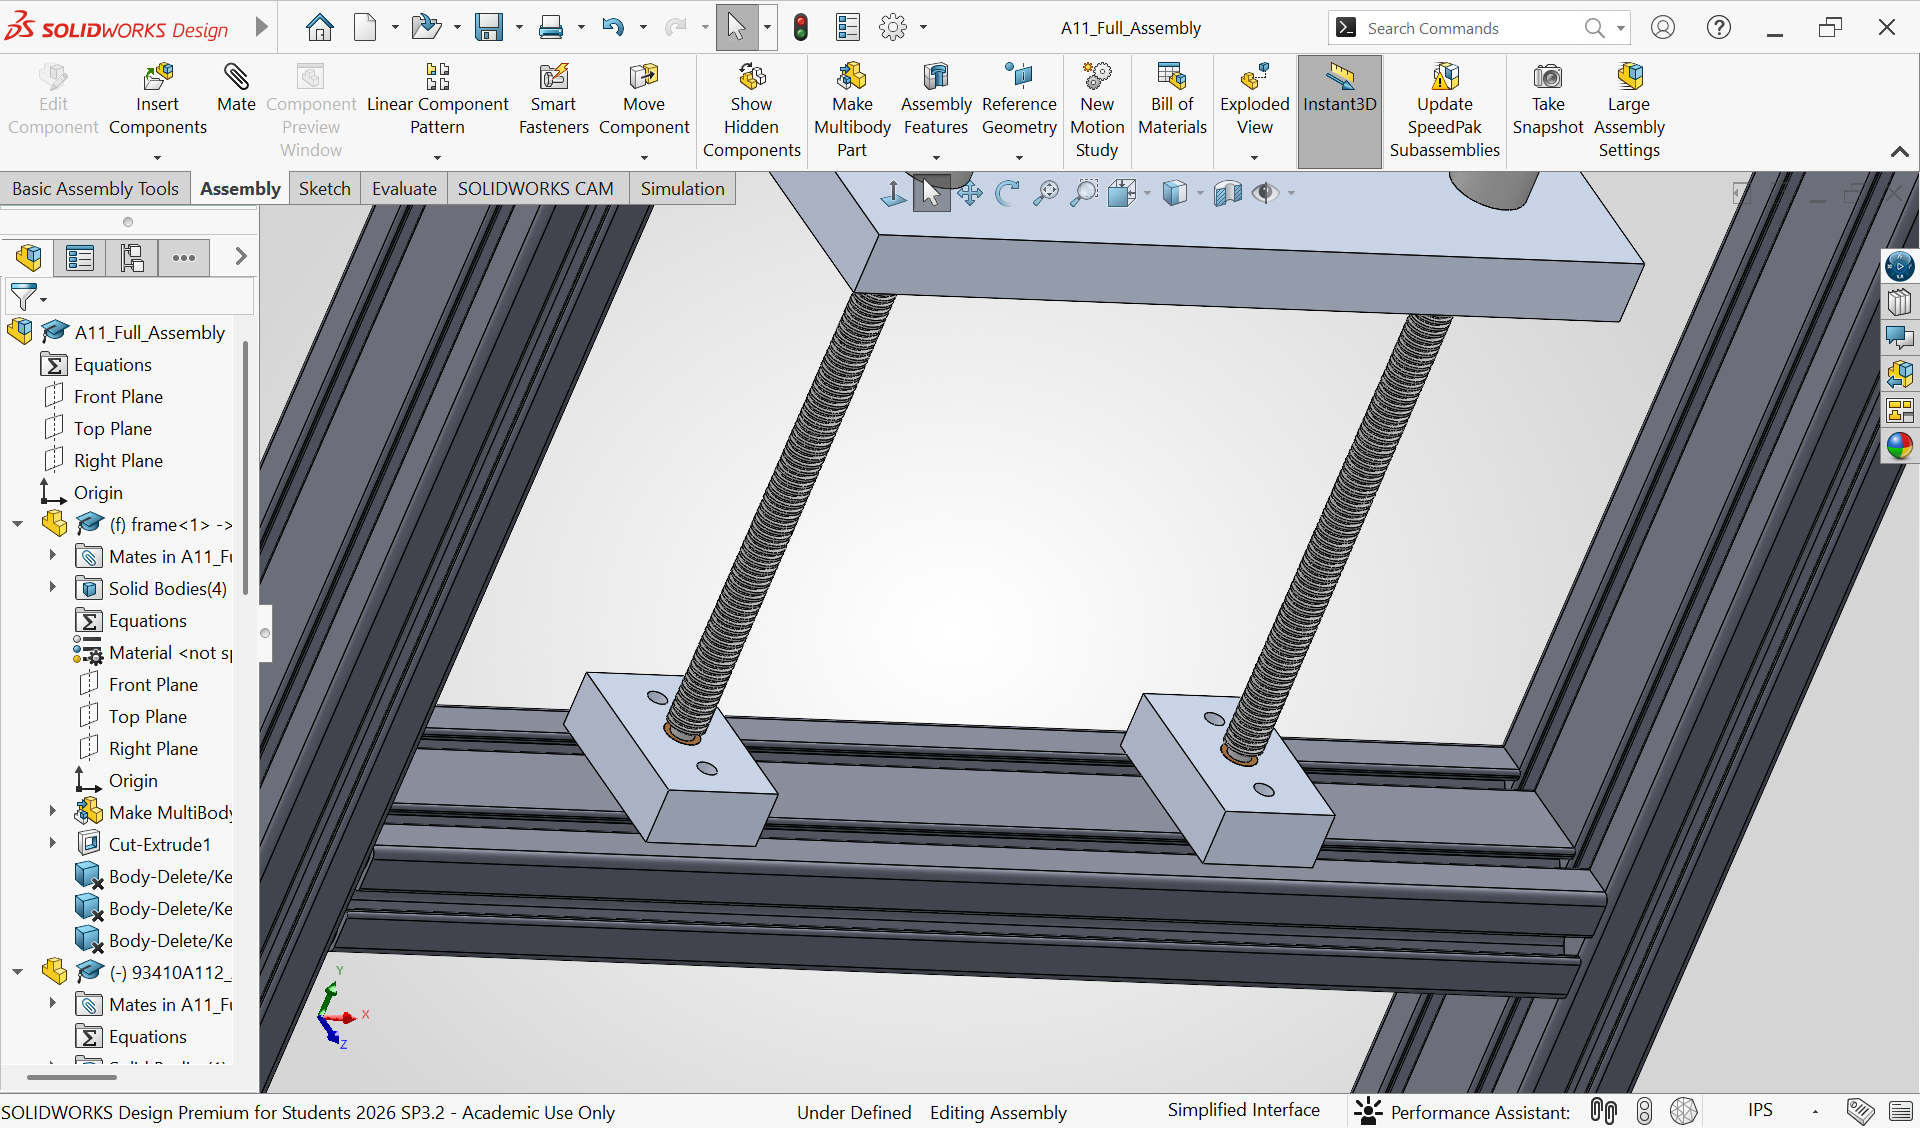 SOLIDWORKS Design
A11_Full_Assembly
Search Commands
Edit Component
Insert Components
Mate
Component Preview Window
Linear Component Pattern
Smart Fasteners
Move Component
Show Hidden Components
Make Multibody Part
Assembly Features
Reference Geometry
New Motion Study
Bill of Materials
Exploded View
Instant3D
Update SpeedPak Subassemblies
Take Snapshot
Large Assembly Settings
Basic Assembly Tools
Assembly
Sketch
Evaluate
SOLIDWORKS CAM
Simulation
A11_Full_Assembly
Equations
Front Plane
Top Plane
Right Plane
Origin
(f) frame<1> ->
Mates in A11_Fu
Solid Bodies(4)
Equations
Material <not sp
Front Plane
Top Plane
Right Plane
Origin
Make MultiBody
Cut-Extrude1
Body-Delete/Ke
Body-Delete/Ke
Body-Delete/Ke
(-) 93410A112_
Mates in A11_Fu
Equations
Y
X
Z
SOLIDWORKS Design Premium for Students 2026 SP3.2 - Academic Use Only
Under Defined
Editing Assembly
Simplified Interface
Performance Assistant:
IPS